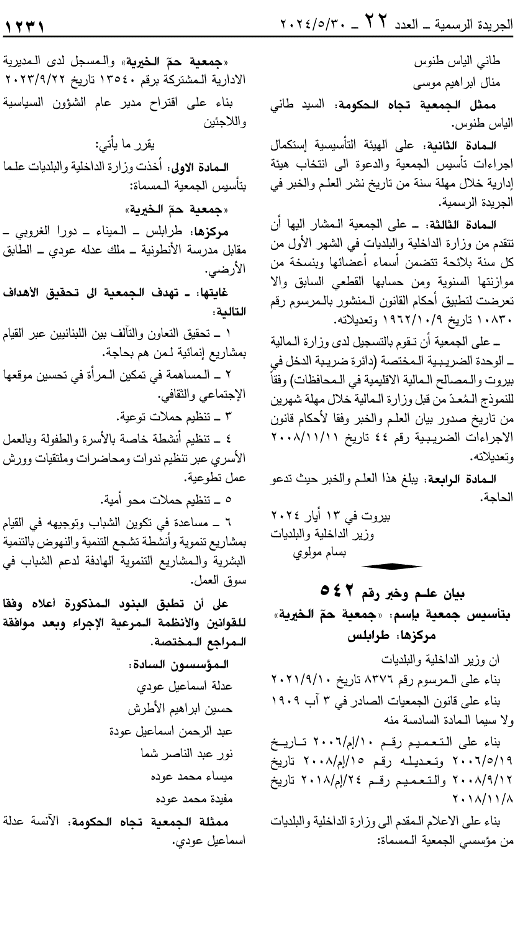 الجريدة الرسمية ــ العدد ٢٢ ــ ٢٠٢٤/٥/٣٠
١٢٣١
طاني الياس طنوس
منال ابراهيم موسى
ممثل الجمعية تجاه الحكومة: السيد طاني
الياس طنوس.
المادة الثانية: على الهيئة التأسيسية إستكمال
اجراءات تأسيس الجمعية والدعوة الى انتخاب هيئة
إدارية خلال مهلة سنة من تاريخ نشر العلم والخبر في
الجريدة الرسمية.
المادة الثالثة: ــ على الجمعية المشار اليها أن
تتقدم من وزارة الداخلية والبلديات في الشهر الأول من
كل سنة بلائحة تتضمن أسماء أعضائها وبنسخة من
موازنتها السنوية ومن حسابها القطعي السابق والا
تعرضت لتطبيق أحكام القانون المنشور بالمرسوم رقم
١٠٨٣٠ تاريخ ١٩٦٢/١٠/٩ وتعديلاته.
ــ على الجمعية أن تقوم بالتسجيل لدى وزارة المالية
ــ الوحدة الضريبية المختصة (دائرة ضريبة الدخل في
بيروت والمصالح المالية الاقليمية في المحافظات) وفقاً
للنموذج المُعدّ من قبل وزارة المالية خلال مهلة شهرين
من تاريخ صدور بيان العلم والخبر وفقا لأحكام قانون
الاجراءات الضريبية رقم ٤٤ تاريخ ٢٠٠٨/١١/١١
وتعديلاته.
المادة الرابعة: يبلغ هذا العلم والخبر حيث تدعو
الحاجة.
بيروت في ١٣ أيار ٢٠٢٤
وزير الداخلية والبلديات
بسام مولوي
بيان علم وخبر رقم ٥٤٢
بتأسيس جمعية بإسم: «جمعية حمّ الخيرية»
مركزها: طرابلس
ان وزير الداخلية والبلديات
بناء على المرسوم رقم ٨٣٧٦ تاريخ ٢٠٢١/٩/١٠
بناء على قانون الجمعيات الصادر في ٣ آب ١٩٠٩
ولا سيما المادة السادسة منه
بناء على التعميم رقم ١٠/إم/٢٠٠٦ تاريخ
٢٠٠٦/٥/١٩ وتعديله رقم ١٥/إم/٢٠٠٨ تاريخ
٢٠٠٨/٩/١٢ والتعميم رقم ٢٤/إم/٢٠١٨ تاريخ
٢٠١٨/١١/٨
بناء على الاعلام المقدم الى وزارة الداخلية والبلديات
من مؤسسي الجمعية المسماة:
«جمعية حمّ الخيرية» والمسجل لدى المديرية
الادارية المشتركة برقم ١٣٥٤٠ تاريخ ٢٠٢٣/٩/٢٢
بناء على اقتراح مدير عام الشؤون السياسية
واللاجئين
يقرر ما يأتي:
المادة الاولى: أخذت وزارة الداخلية والبلديات علما
بتأسيس الجمعية المسماة:
«جمعية حمّ الخيرية»
مركزها: طرابلس ــ الميناء ــ دورا الغروبي ــ
مقابل مدرسة الأنطونية ــ ملك عدله عودي ــ الطابق
الأرضي.
غايتها: ــ تهدف الجمعية الى تحقيق الأهداف
التالية:
١ ــ تحقيق التعاون والتآلف بين اللبنانيين عبر القيام
بمشاريع إنمائية لمن هم بحاجة.
٢ ــ المساهمة في تمكين المرأة في تحسين موقعها
الإجتماعي والثقافي.
٣ ــ تنظيم حملات توعية.
٤ ــ تنظيم أنشطة خاصة بالأسرة والطفولة وبالعمل
الأسري عبر تنظيم ندوات ومحاضرات وملتقيات وورش
عمل تطوعية.
٥ ــ تنظيم حملات محو أمية.
٦ ــ مساعدة في تكوين الشباب وتوجيهه في القيام
بمشاريع تنموية وأنشطة تشجع التنمية والنهوض بالتنمية
البشرية والمشاريع التنموية الهادفة لدعم الشباب في
سوق العمل.
على أن تطبق البنود المذكورة أعلاه وفقا
للقوانين والأنظمة المرعية الإجراء وبعد موافقة
المراجع المختصة.
المؤسسون السادة:
عدلة اسماعيل عودي
حسين ابراهيم الأطرش
عبد الرحمن اسماعيل عودة
نور عبد الناصر شما
ميساء محمد عوده
مفيدة محمد عوده
ممثلة الجمعية تجاه الحكومة: الآنسة عدلة
اسماعيل عودي.